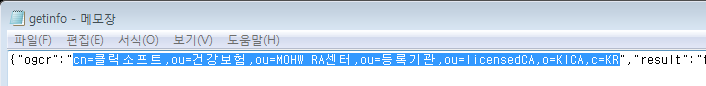 getinfo - 메모장
파일(F) 편집(E) 서식(O) 보기(V) 도움말(H)
{"ogcr":"cn=클릭소프트,ou=건강보험,ou=MOHW RA센터,ou=등록기관,ou=licensedCA,o=KICA,c=KR","result":"